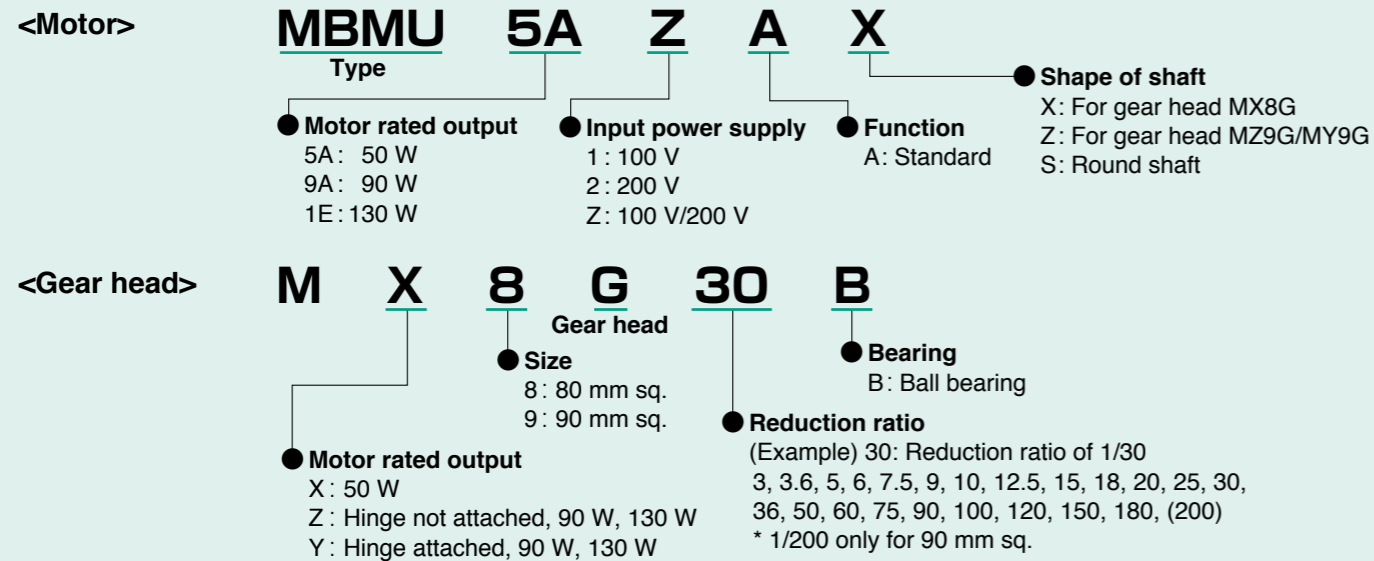 <Motor>
MBMU 5A Z A X
Type
● Motor rated output
5A: 50 W
9A: 90 W
1E: 130 W
● Input power supply
1: 100 V
2: 200 V
Z: 100 V/200 V
● Function
A: Standard
● Shape of shaft
X: For gear head MX8G
Z: For gear head MZ9G/MY9G
S: Round shaft
<Gear head>
M X 8 G 30 B
Gear head
● Size
8: 80 mm sq.
9: 90 mm sq.
● Bearing
B: Ball bearing
● Reduction ratio
(Example) 30: Reduction ratio of 1/30
3, 3.6, 5, 6, 7.5, 9, 10, 12.5, 15, 18, 20, 25, 30,
36, 50, 60, 75, 90, 100, 120, 150, 180, (200)
* 1/200 only for 90 mm sq.
● Motor rated output
X: 50 W
Z: Hinge not attached, 90 W, 130 W
Y: Hinge attached, 90 W, 130 W